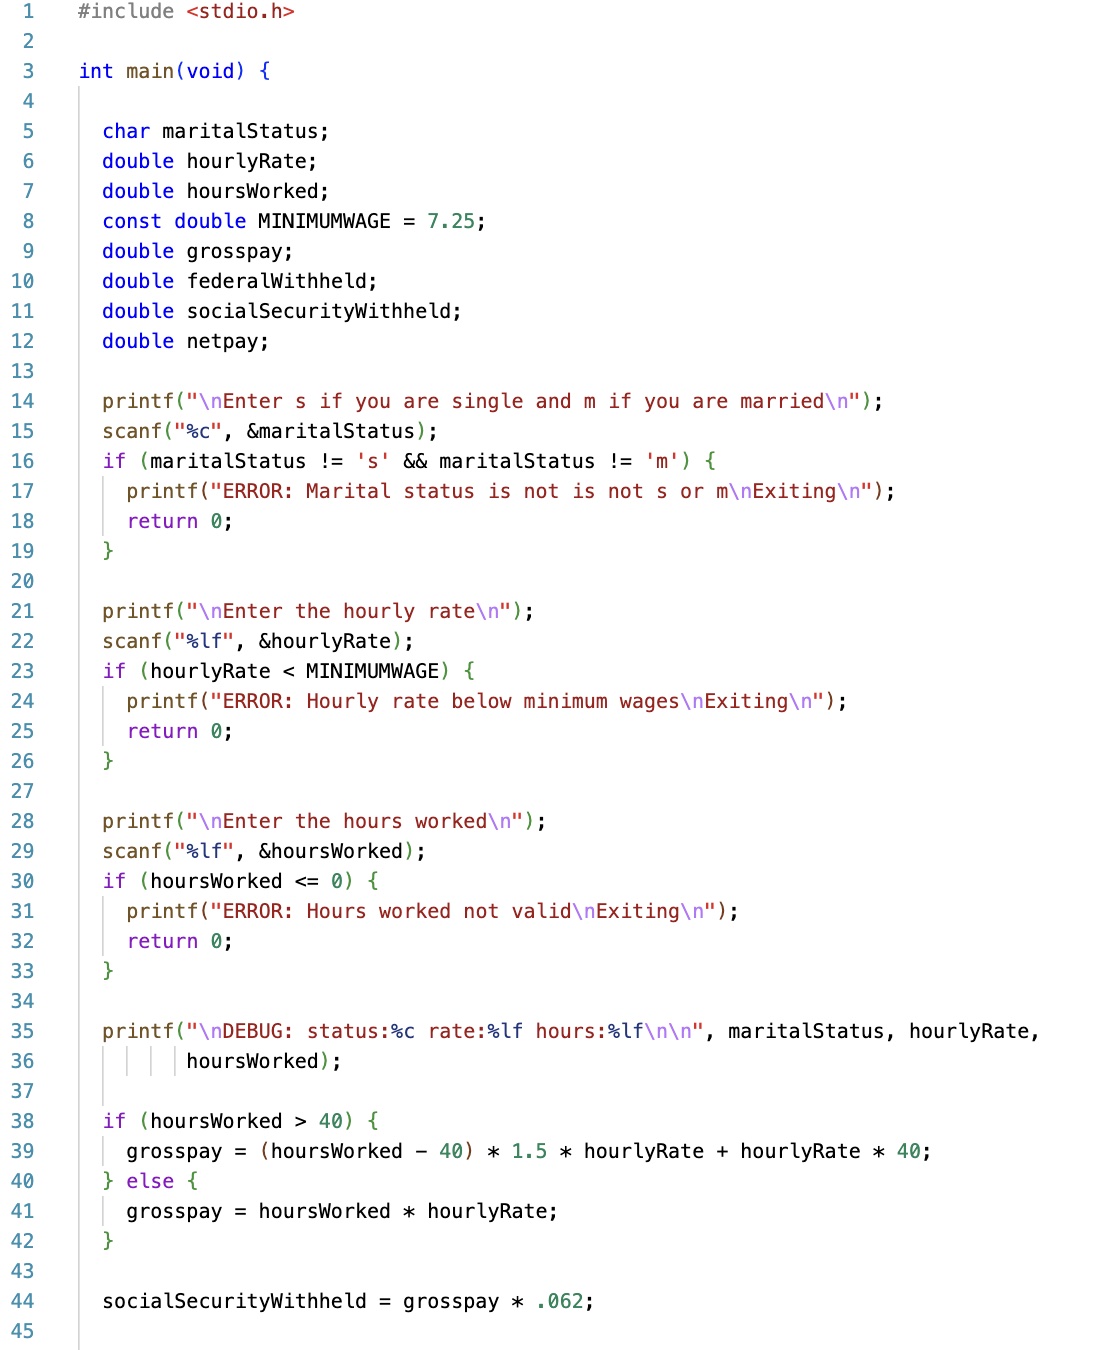 1 #include <stdio.h>
2
3 int main(void) {
4
5 char maritalStatus;
6 double hourlyRate;
7 double hoursWorked;
8 const double MINIMUMWAGE = 7.25;
9 double grosspay;
10 double federalWithheld;
11 double socialSecurityWithheld;
12 double netpay;
13
14 printf("\nEnter s if you are single and m if you are married\n");
15 scanf("%c", &maritalStatus);
16 if (maritalStatus != 's' && maritalStatus != 'm') {
17 printf("ERROR: Marital status is not is not s or m\nExiting\n");
18 return 0;
19 }
20
21 printf("\nEnter the hourly rate\n");
22 scanf("%lf", &hourlyRate);
23 if (hourlyRate < MINIMUMWAGE) {
24 printf("ERROR: Hourly rate below minimum wages\nExiting\n");
25 return 0;
26 }
27
28 printf("\nEnter the hours worked\n");
29 scanf("%lf", &hoursWorked);
30 if (hoursWorked <= 0) {
31 printf("ERROR: Hours worked not valid\nExiting\n");
32 return 0;
33 }
34
35 printf("\nDEBUG: status:%c rate:%lf hours:%lf\n\n", maritalStatus, hourlyRate,
36 hoursWorked);
37
38 if (hoursWorked > 40) {
39 grosspay = (hoursWorked - 40) * 1.5 * hourlyRate + hourlyRate * 40;
40 } else {
41 grosspay = hoursWorked * hourlyRate;
42 }
43
44 socialSecurityWithheld = grosspay * .062;
45